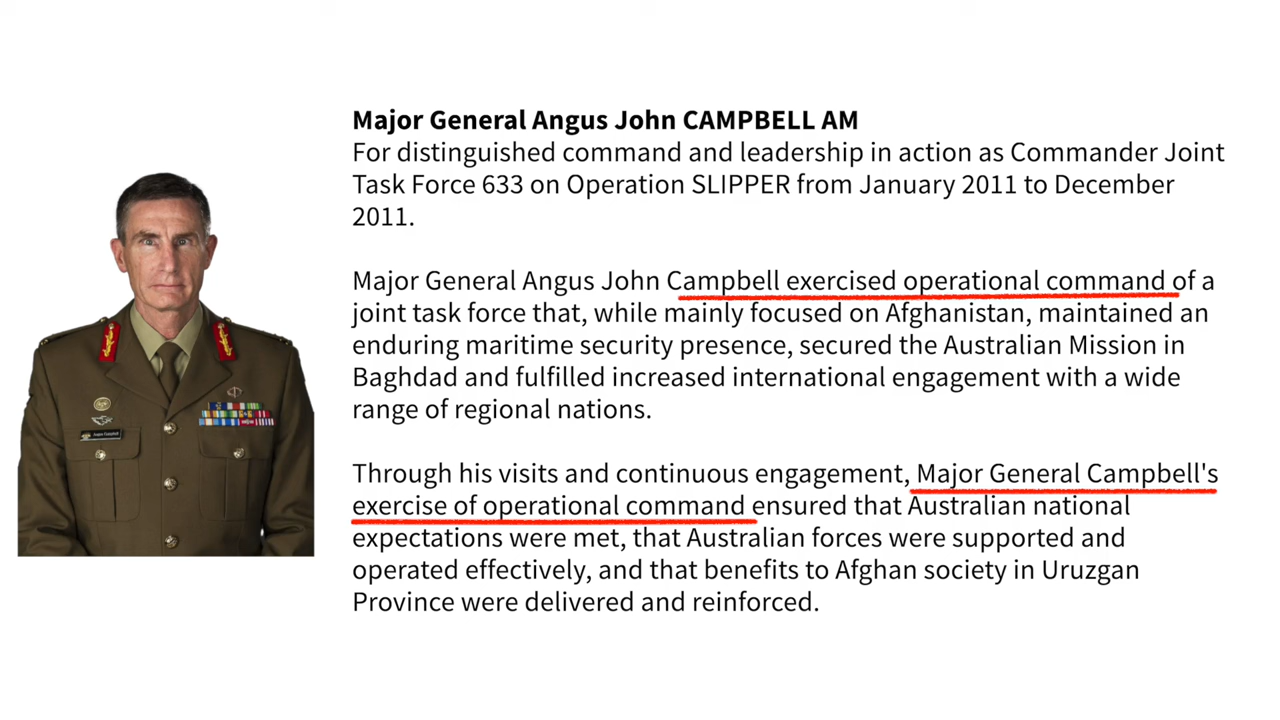 Major General Angus John CAMPBELL AM
For distinguished command and leadership in action as Commander Joint
Task Force 633 on Operation SLIPPER from January 2011 to December
2011.
Major General Angus John Campbell exercised operational command of a
joint task force that, while mainly focused on Afghanistan, maintained an
enduring maritime security presence, secured the Australian Mission in
Baghdad and fulfilled increased international engagement with a wide
range of regional nations.
Through his visits and continuous engagement, Major General Campbell's
exercise of operational command ensured that Australian national
expectations were met, that Australian forces were supported and
operated effectively, and that benefits to Afghan society in Uruzgan
Province were delivered and reinforced.